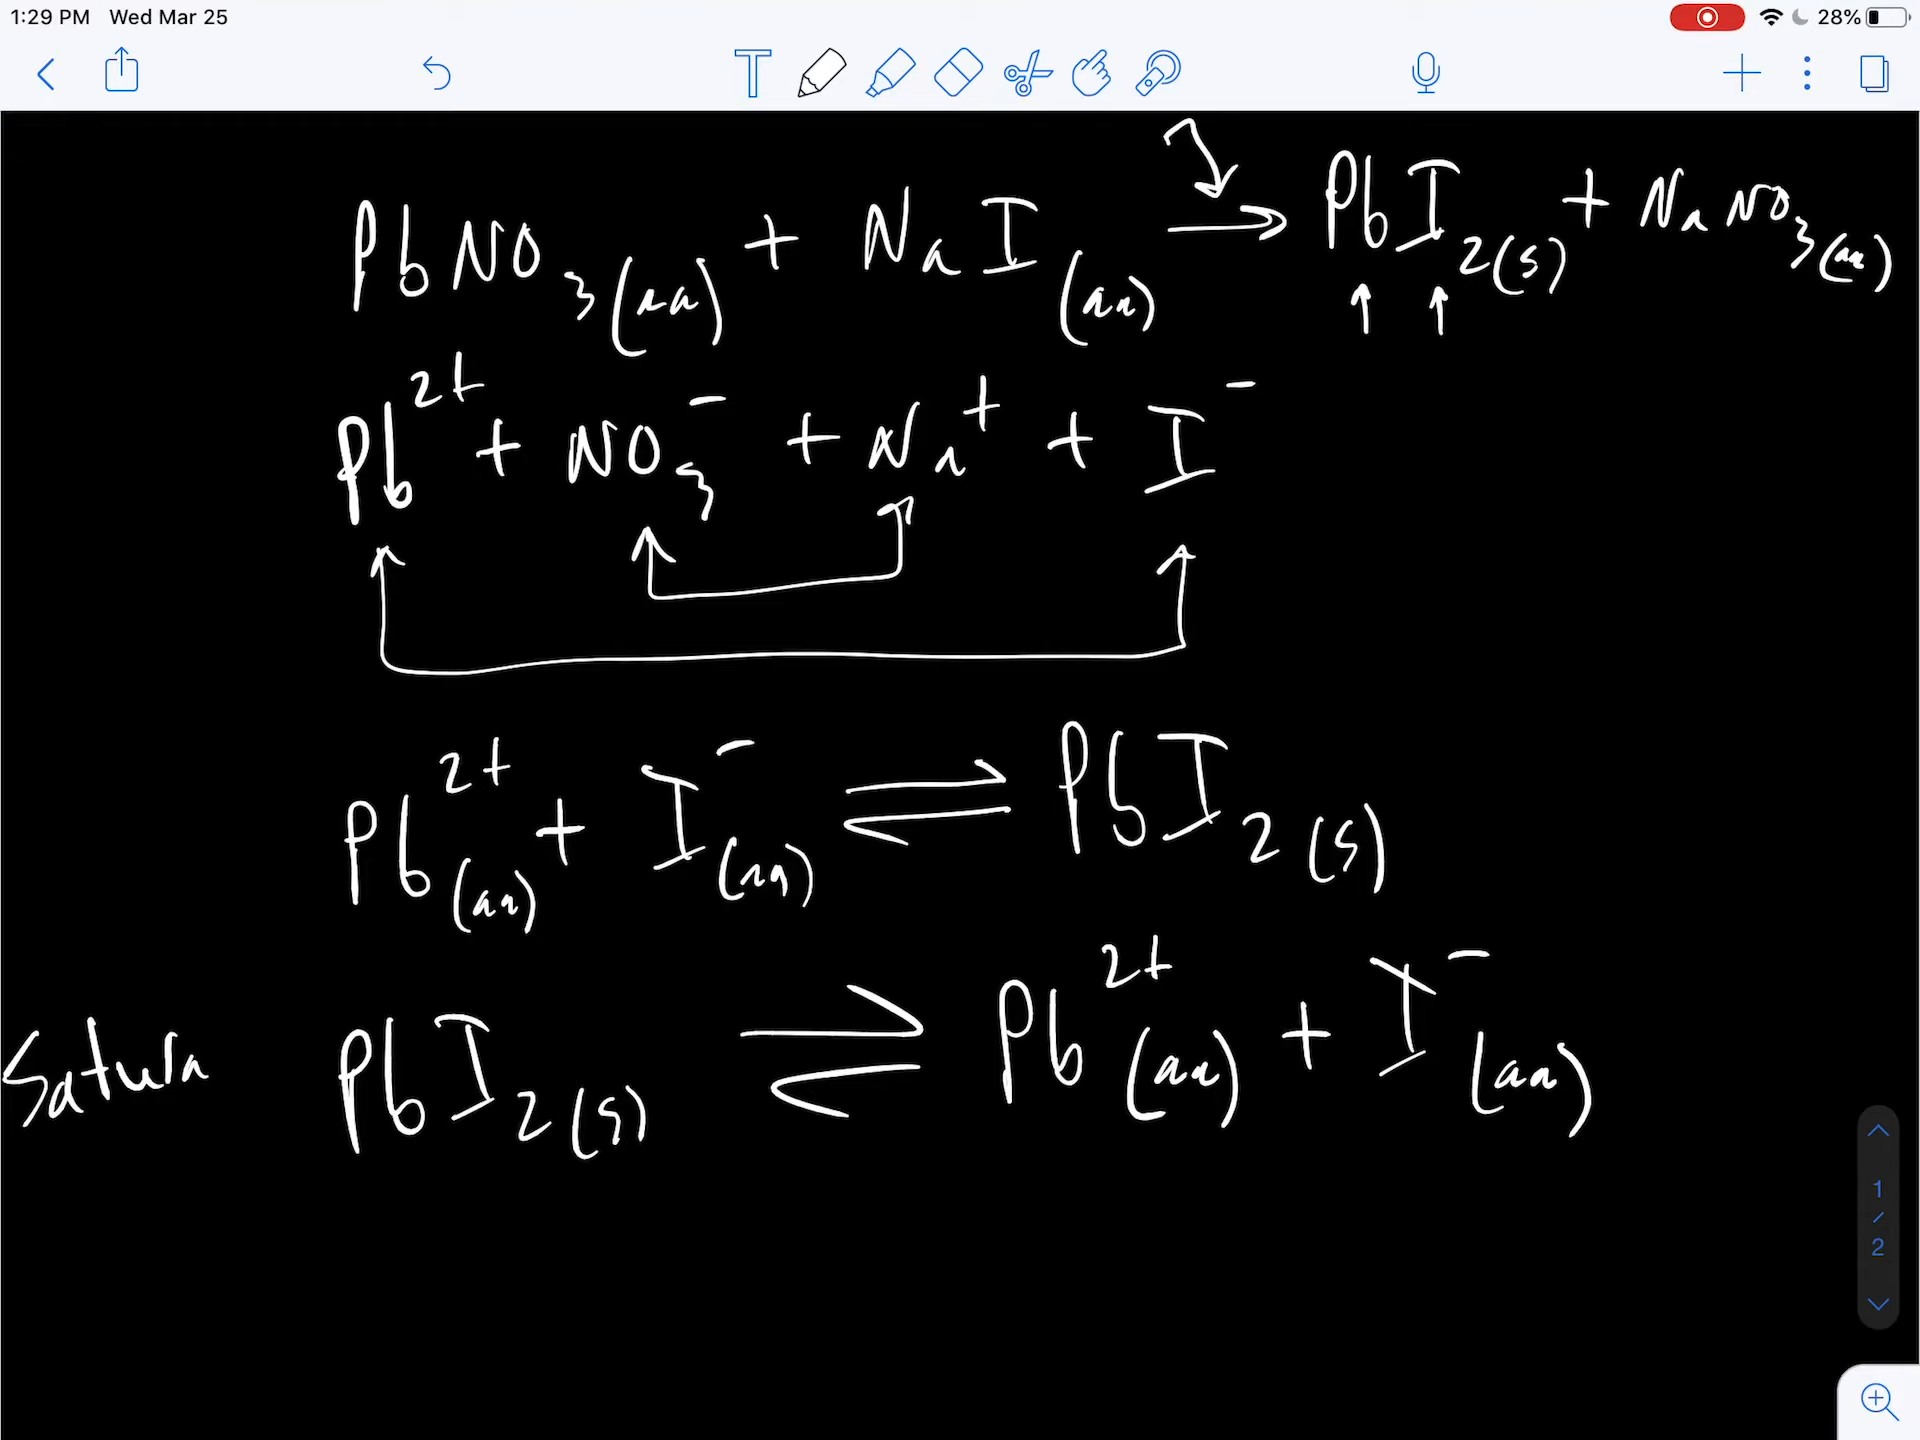 1:29 PM Wed Mar 25 28%
T
PbNO3(aq) + NaI(aq) → PbI2(s) + NaNO3(aq)
Pb2+ + NO3- + Na+ + I-
Pb2+(aq) + I-(aq) ⇌ PbI2(s)
Satura PbI2(s) ⇌ Pb2+(aq) + I-(aq)
1
/
2